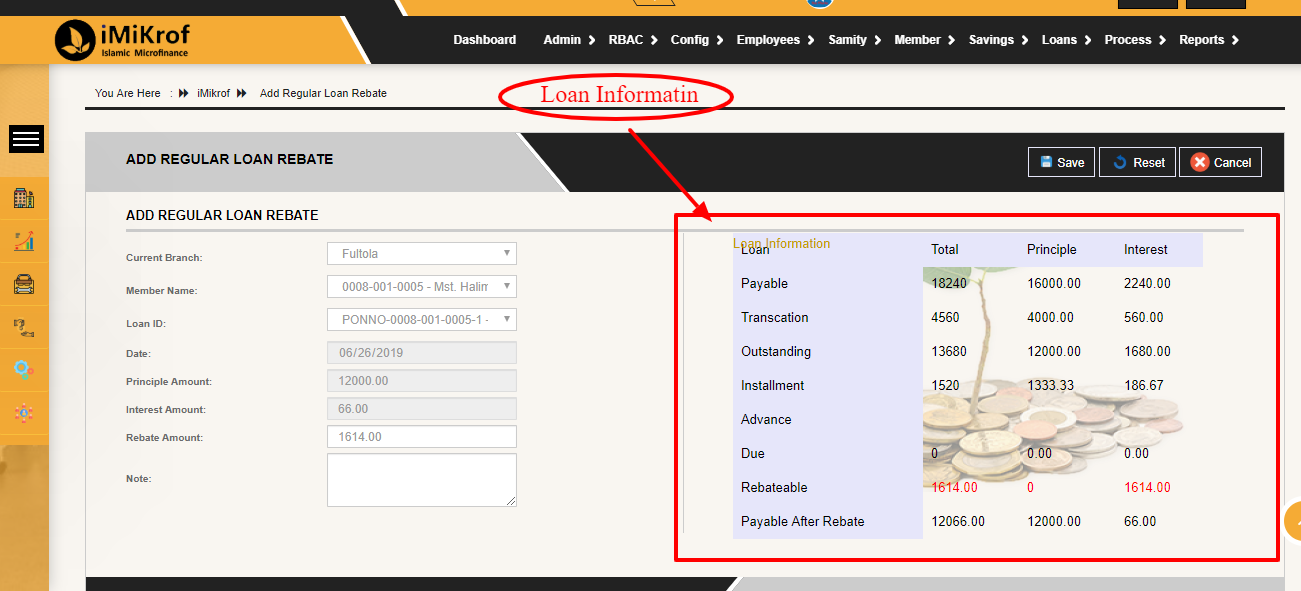 iMiKrof
Islamic Microfinance
Dashboard Admin RBAC Config Employees Samity Member Savings Loans Process Reports
You Are Here : iMikrof Add Regular Loan Rebate
Loan Informatin
ADD REGULAR LOAN REBATE
Save Reset Cancel
ADD REGULAR LOAN REBATE
Current Branch: Fultola
Member Name: 0008-001-0005 - Mst. Halim
Loan ID: PONNO-0008-001-0005-1 -
Date: 06/26/2019
Principle Amount: 12000.00
Interest Amount: 66.00
Rebate Amount: 1614.00
Note:
Loan Information
Loan Total Principle Interest
Payable 18240 16000.00 2240.00
Transcation 4560 4000.00 560.00
Outstanding 13680 12000.00 1680.00
Installment 1520 1333.33 186.67
Advance
Due 0 0.00 0.00
Rebateable 1614.00 0 1614.00
Payable After Rebate 12066.00 12000.00 66.00